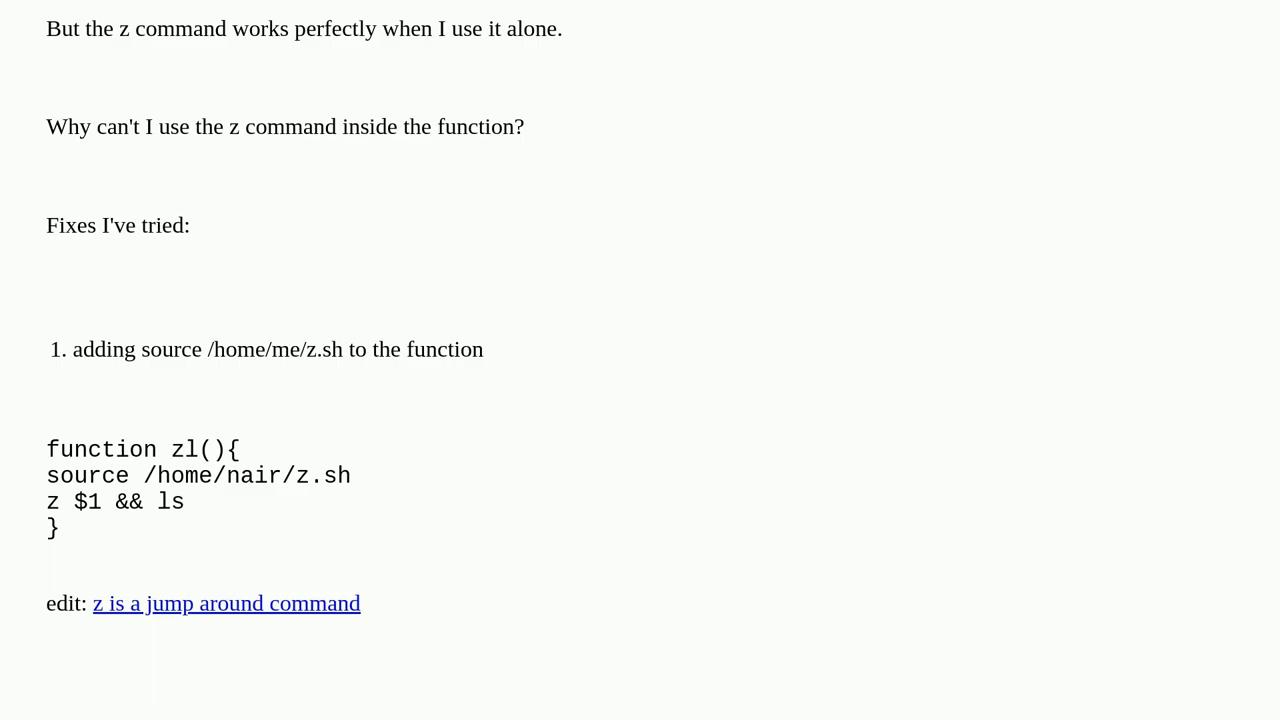 But the z command works perfectly when I use it alone.
Why can't I use the z command inside the function?
Fixes I've tried:
1. adding source /home/me/z.sh to the function
function zl(){
source /home/nair/z.sh
z $1 && ls
}
edit: z is a jump around command